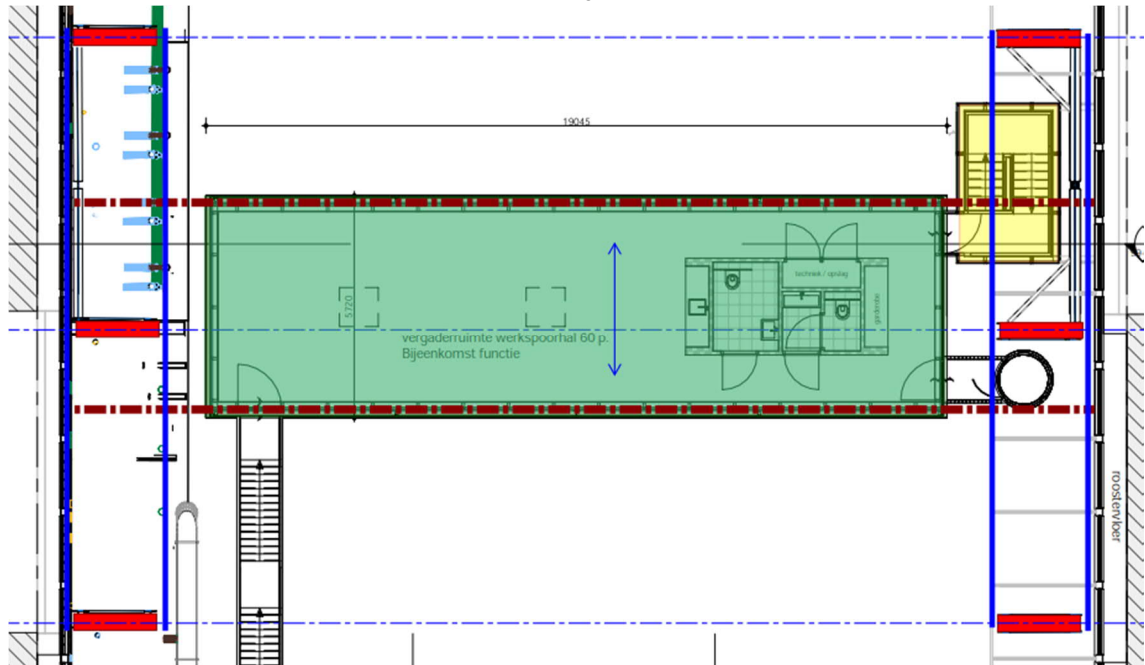 19045
techniek / opslag
garderobe
5720
vergaderruimte werkspoorhal 60 p.
Bijeenkomst functie
roostervloer